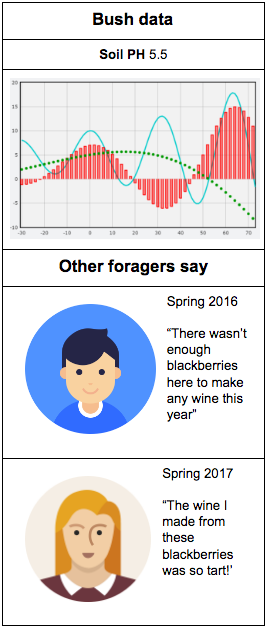 Bush data
Soil PH 5.5
20
15
10
5
0
-5
-10
-30 -20 -10 0 10 20 30 40 50 60 70
Other foragers say
Spring 2016
“There wasn’t
enough
blackberries
here to make
any wine this
year”
Spring 2017
“The wine I
made from
these
blackberries
was so tart!’